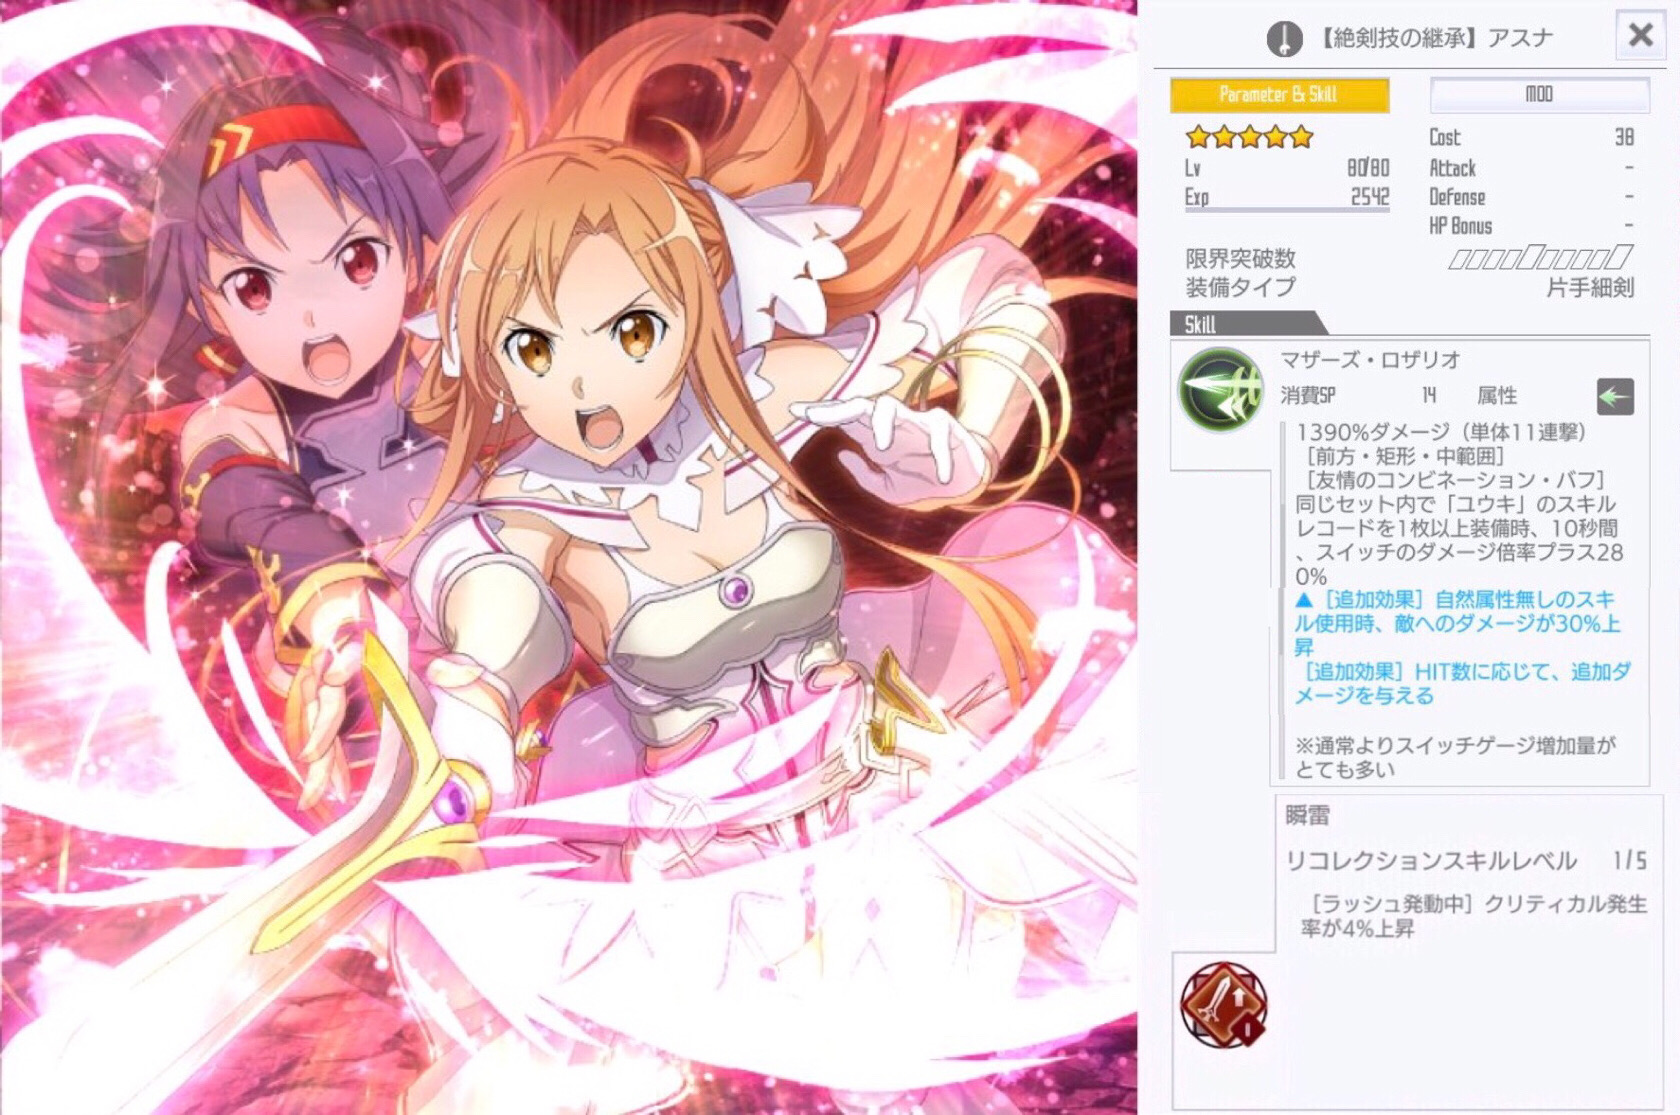 【絶剣技の継承】アスナ
Parameter & Skill
MOD
Lv 80/80
Exp 2542
Cost 38
Attack -
Defense -
HP Bonus -
限界突破数
装備タイプ 片手細剣
Skill
マザーズ・ロザリオ
消費SP 14 属性
1390%ダメージ（単体11連撃）
［前方・矩形・中範囲］
［友情のコンビネーション・バフ］
同じセット内で「ユウキ」のスキル
レコードを1枚以上装備時、10秒間
、スイッチのダメージ倍率プラス28
0%
▲［追加効果］自然属性無しのスキ
ル使用時、敵へのダメージが30%上
昇
［追加効果］HIT数に応じて、追加ダ
メージを与える
※通常よりスイッチゲージ増加量が
とても多い
瞬雷
リコレクションスキルレベル 1/5
［ラッシュ発動中］クリティカル発生
率が4%上昇
I